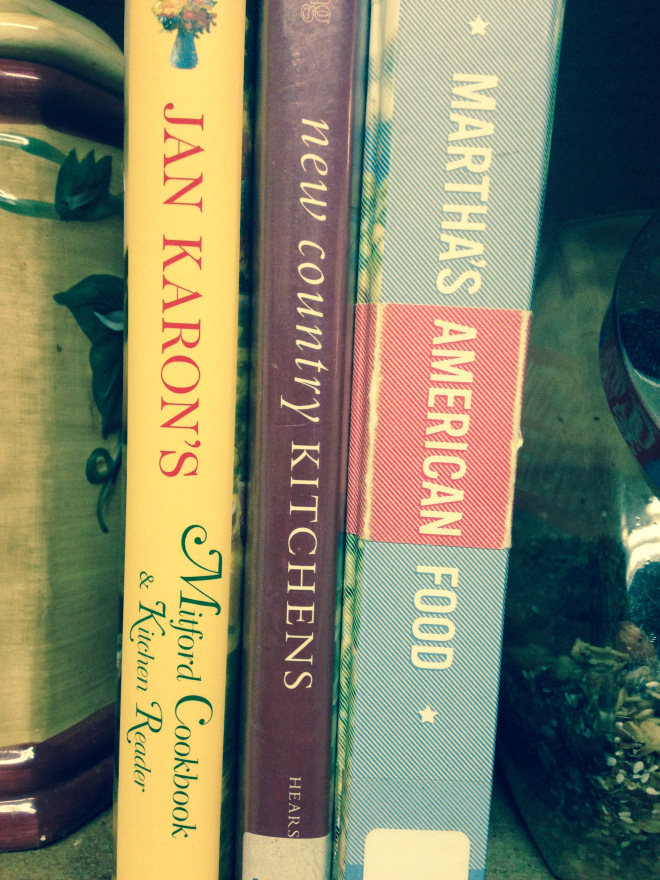 JAN KARON'S
Mitford Cookbook
& Kitchen Reader
new country KITCHENS
HEARS
★ MARTHA'S AMERICAN FOOD ★